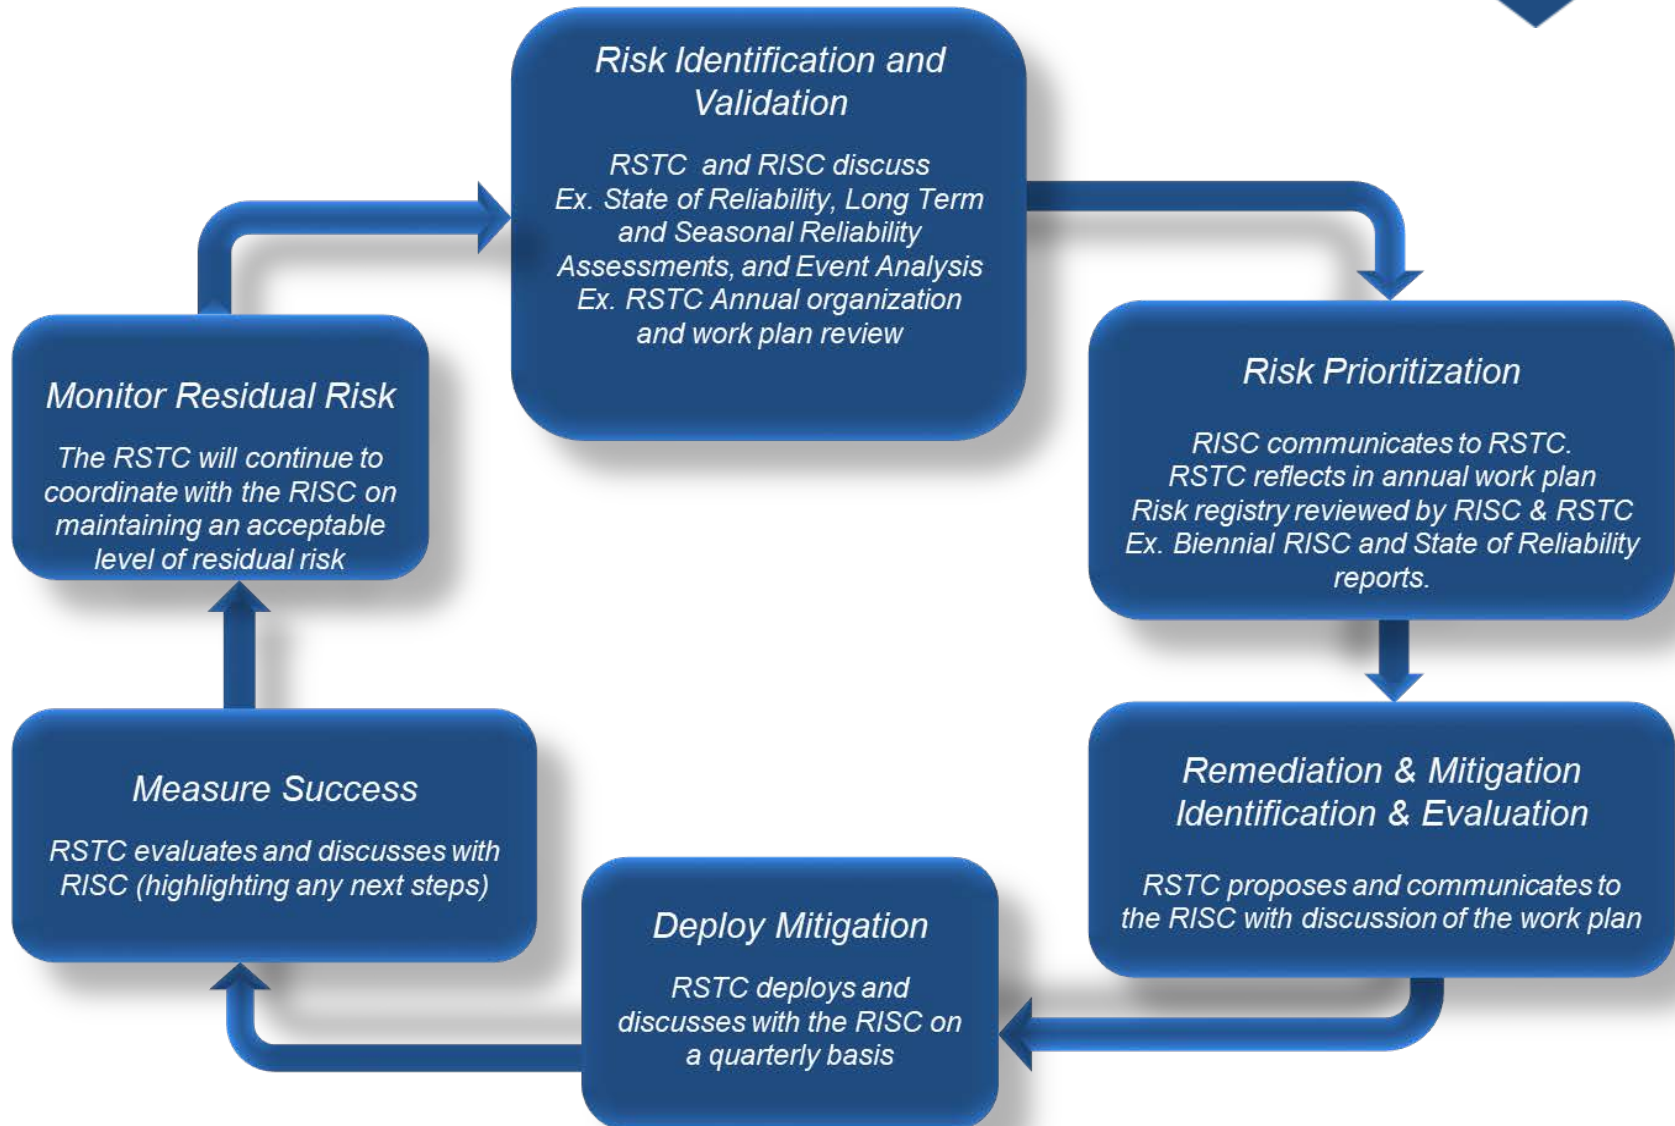 Risk Identification and
Validation
RSTC and RISC discuss
Ex. State of Reliability, Long Term
and Seasonal Reliability
Assessments, and Event Analysis
Ex. RSTC Annual organization
and work plan review
Risk Prioritization
RISC communicates to RSTC.
RSTC reflects in annual work plan
Risk registry reviewed by RISC & RSTC
Ex. Biennial RISC and State of Reliability
reports.
Remediation & Mitigation
Identification & Evaluation
RSTC proposes and communicates to
the RISC with discussion of the work plan
Deploy Mitigation
RSTC deploys and
discusses with the RISC on
a quarterly basis
Measure Success
RSTC evaluates and discusses with
RISC (highlighting any next steps)
Monitor Residual Risk
The RSTC will continue to
coordinate with the RISC on
maintaining an acceptable
level of residual risk